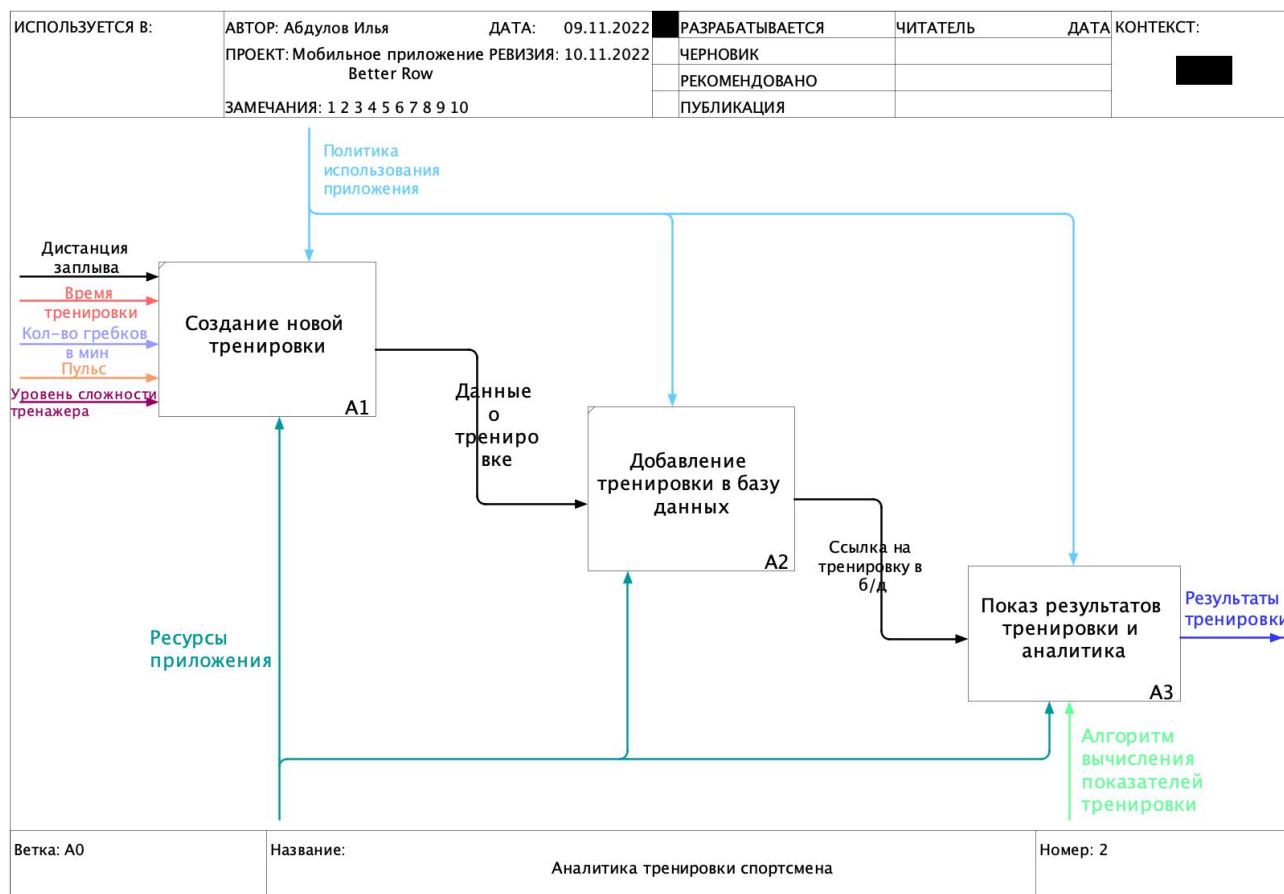 ИСПОЛЬЗУЕТСЯ В:
АВТОР: Абдулов Илья
ДАТА: 09.11.2022
ПРОЕКТ: Мобильное приложение
Better Row
РЕВИЗИЯ: 10.11.2022
ЗАМЕЧАНИЯ: 1 2 3 4 5 6 7 8 9 10
РАЗРАБАТЫВАЕТСЯ
ЧЕРНОВИК
РЕКОМЕНДОВАНО
ПУБЛИКАЦИЯ
ЧИТАТЕЛЬ
ДАТА
КОНТЕКСТ:
Политика
использования
приложения
Дистанция
заплыва
Время
тренировки
Кол-во гребков
в мин
Пульс
Уровень сложности
тренажера
Создание новой
тренировки
A1
Данные
о
трениро
вке
Добавление
тренировки в базу
данных
A2
Ссылка на
тренировку в
б/д
Показ результатов
тренировки и
аналитика
A3
Результаты
тренировки
Ресурсы
приложения
Алгоритм
вычисления
показателей
тренировки
Ветка: A0
Название:
Аналитика тренировки спортсмена
Номер: 2